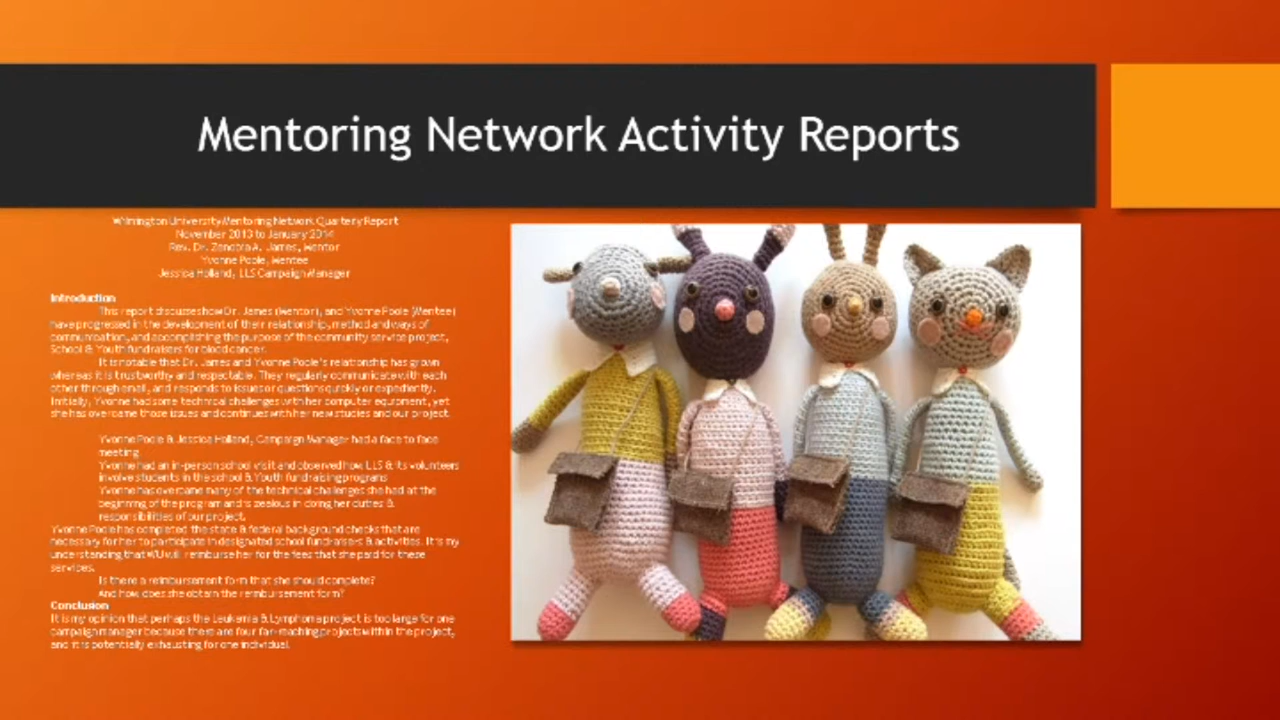 Mentoring Network Activity Reports
Wilmington University Mentoring Network Quarterly Report
November 2013 to January 2014
Rev. Dr. Zenobia A. James, Mentor
Yvonne Poole, Mentee
Jessica Holland, LLS Campaign Manager
Introduction
This report discusses how Dr. James (Mentor), and Yvonne Poole (Mentee)
have progressed in the development of their relationship, method and ways of
communication, and accomplishing the purpose of the community service project,
School & Youth fundraisers for blood cancer.
It is notable that Dr. James and Yvonne Poole's relationship has grown
whereas it is trustworthy and respectable. They regularly communicate with each
other through email, and responds to issues or questions quickly or expediently.
Initially, Yvonne had some technical challenges with her computer equipment, yet
she has overcame those issues and continues with her new studies and our project.
Yvonne Poole & Jessica Holland, Campaign Manager had a face to face
meeting
Yvonne had an in-person school visit and observed how LLS & its volunteers
involve students in the school & Youth fundraising programs
Yvonne has overcame many of the technical challenges she had at the
beginning of the program and is zealous in doing her duties &
responsibilities of our project.
Yvonne Poole has completed the state & federal background checks that are
necessary for her to participate in designated school fundraisers & activities. It is my
understanding that WU will reimburse her for the fees that she paid for these
services.
Is there a reimbursement form that she should complete?
And how does she obtain the reimbursement form?
Conclusion
It is my opinion that perhaps the Leukemia & Lymphoma project is too large for one
campaign manager because there are four far-reaching projects within the project,
and it is potentially exhausting for one individual.